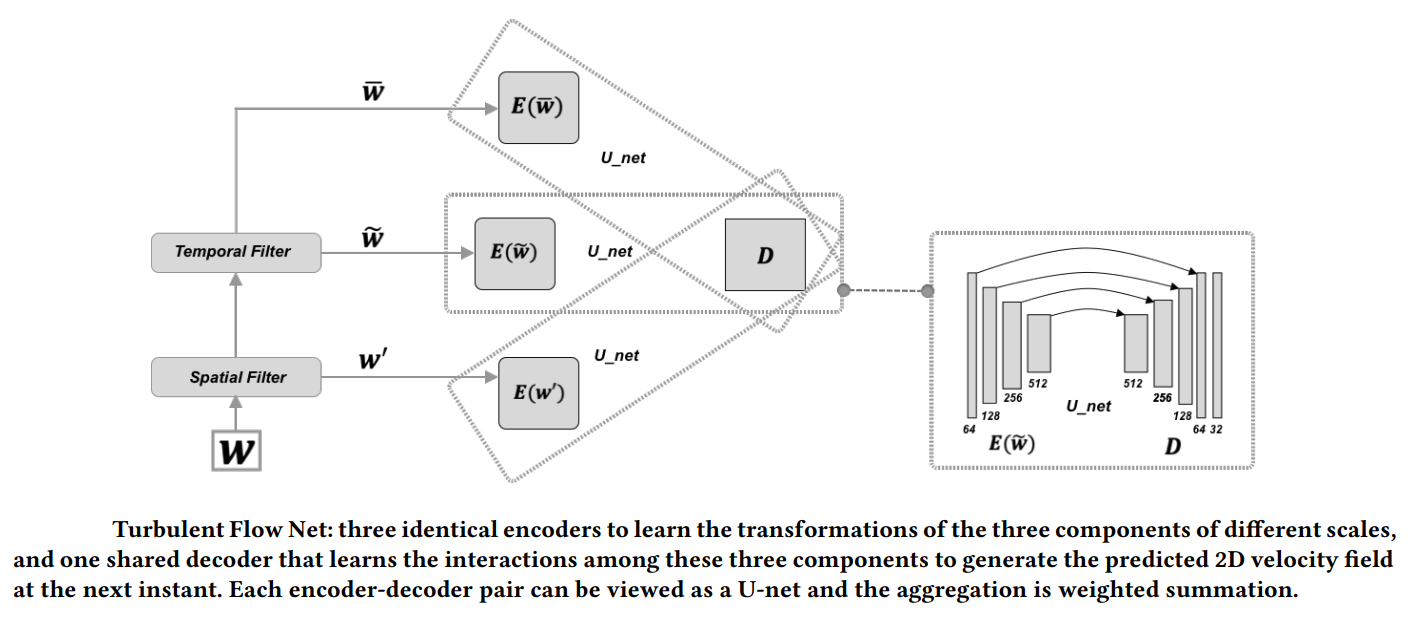 w̅
E(w̅)
U_net
Temporal Filter
w̃
E(w̃)
U_net
D
Spatial Filter
w′
E(w′)
U_net
W
64
128
256
512
U_net
512
256
128
64 32
E(w̃)
D
Turbulent Flow Net: three identical encoders to learn the transformations of the three components of different scales,
and one shared decoder that learns the interactions among these three components to generate the predicted 2D velocity field
at the next instant. Each encoder-decoder pair can be viewed as a U-net and the aggregation is weighted summation.